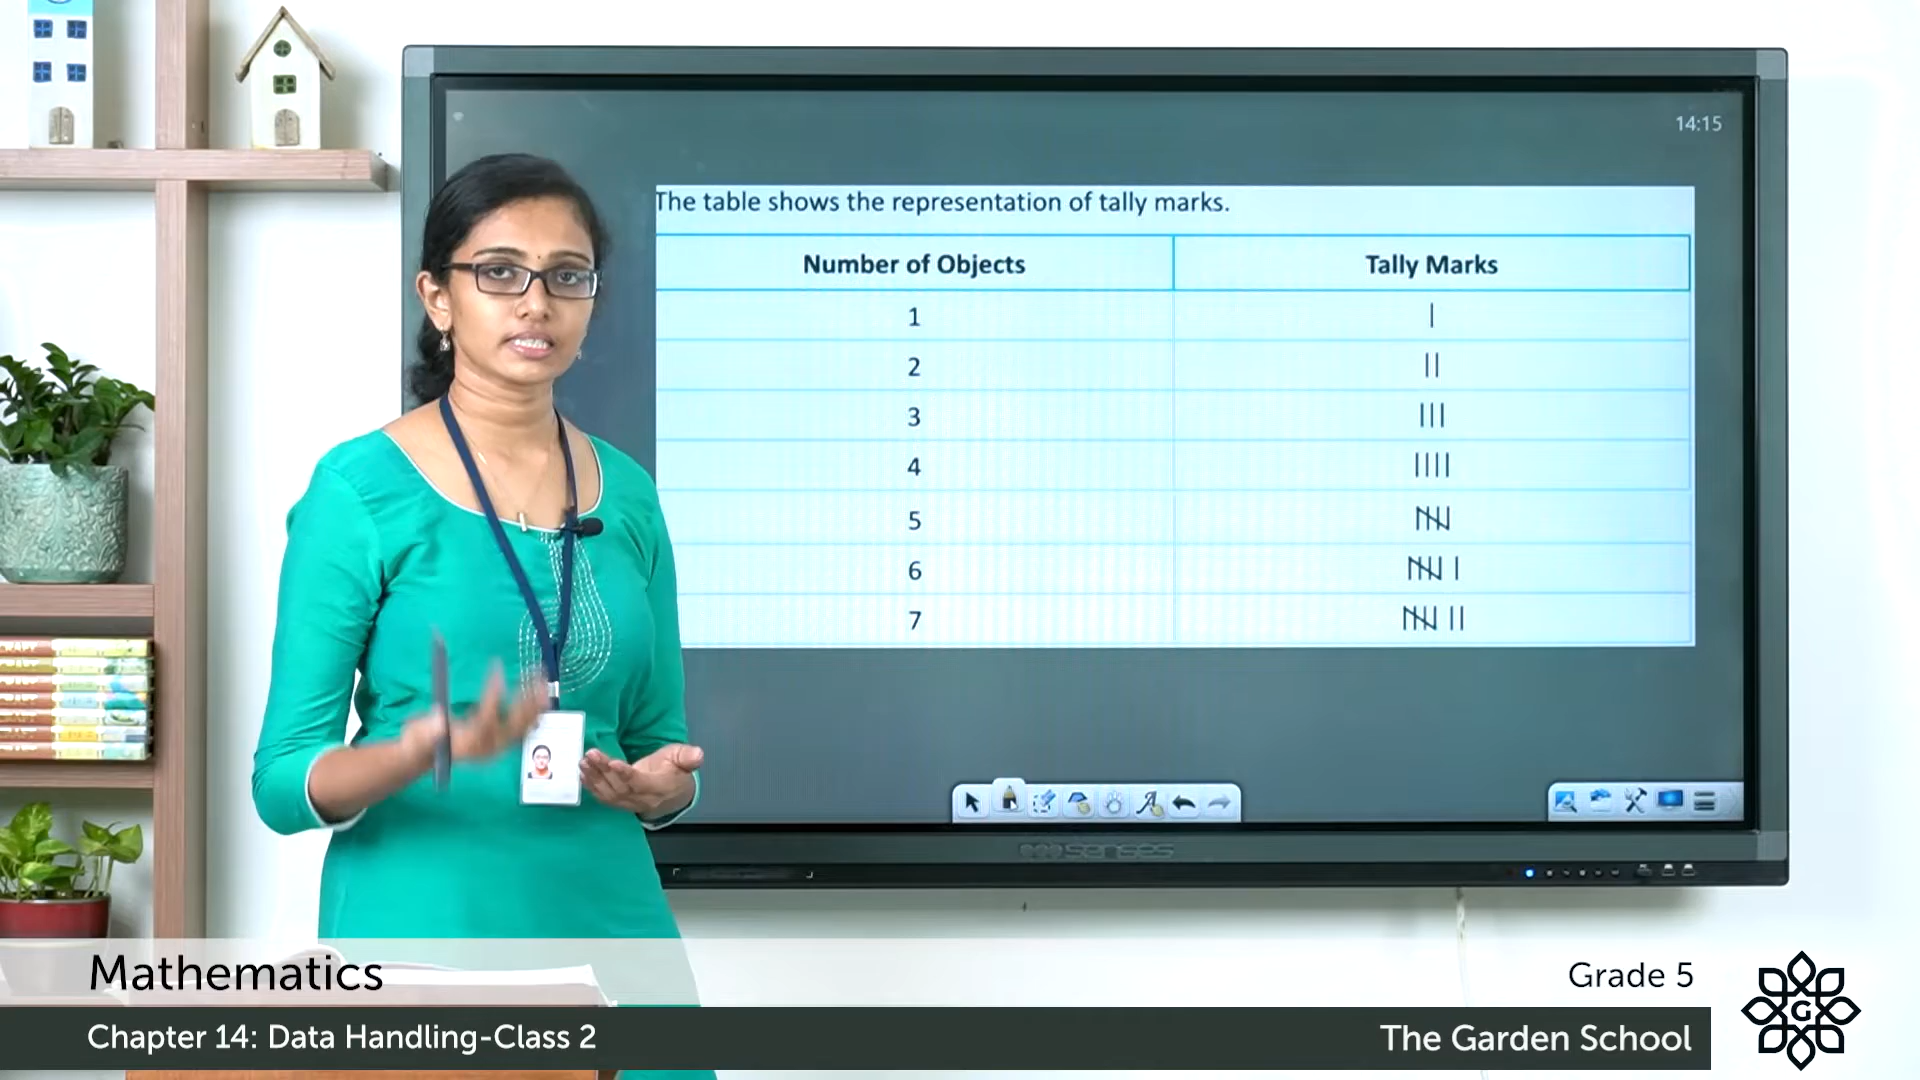 14:15
The table shows the representation of tally marks.
Number of Objects Tally Marks
1 |
2 ||
3 |||
4 ||||
5 𝍸
6 𝍸 |
7 𝍸 ||
Mathematics
Grade 5
Chapter 14: Data Handling-Class 2
The Garden School
G